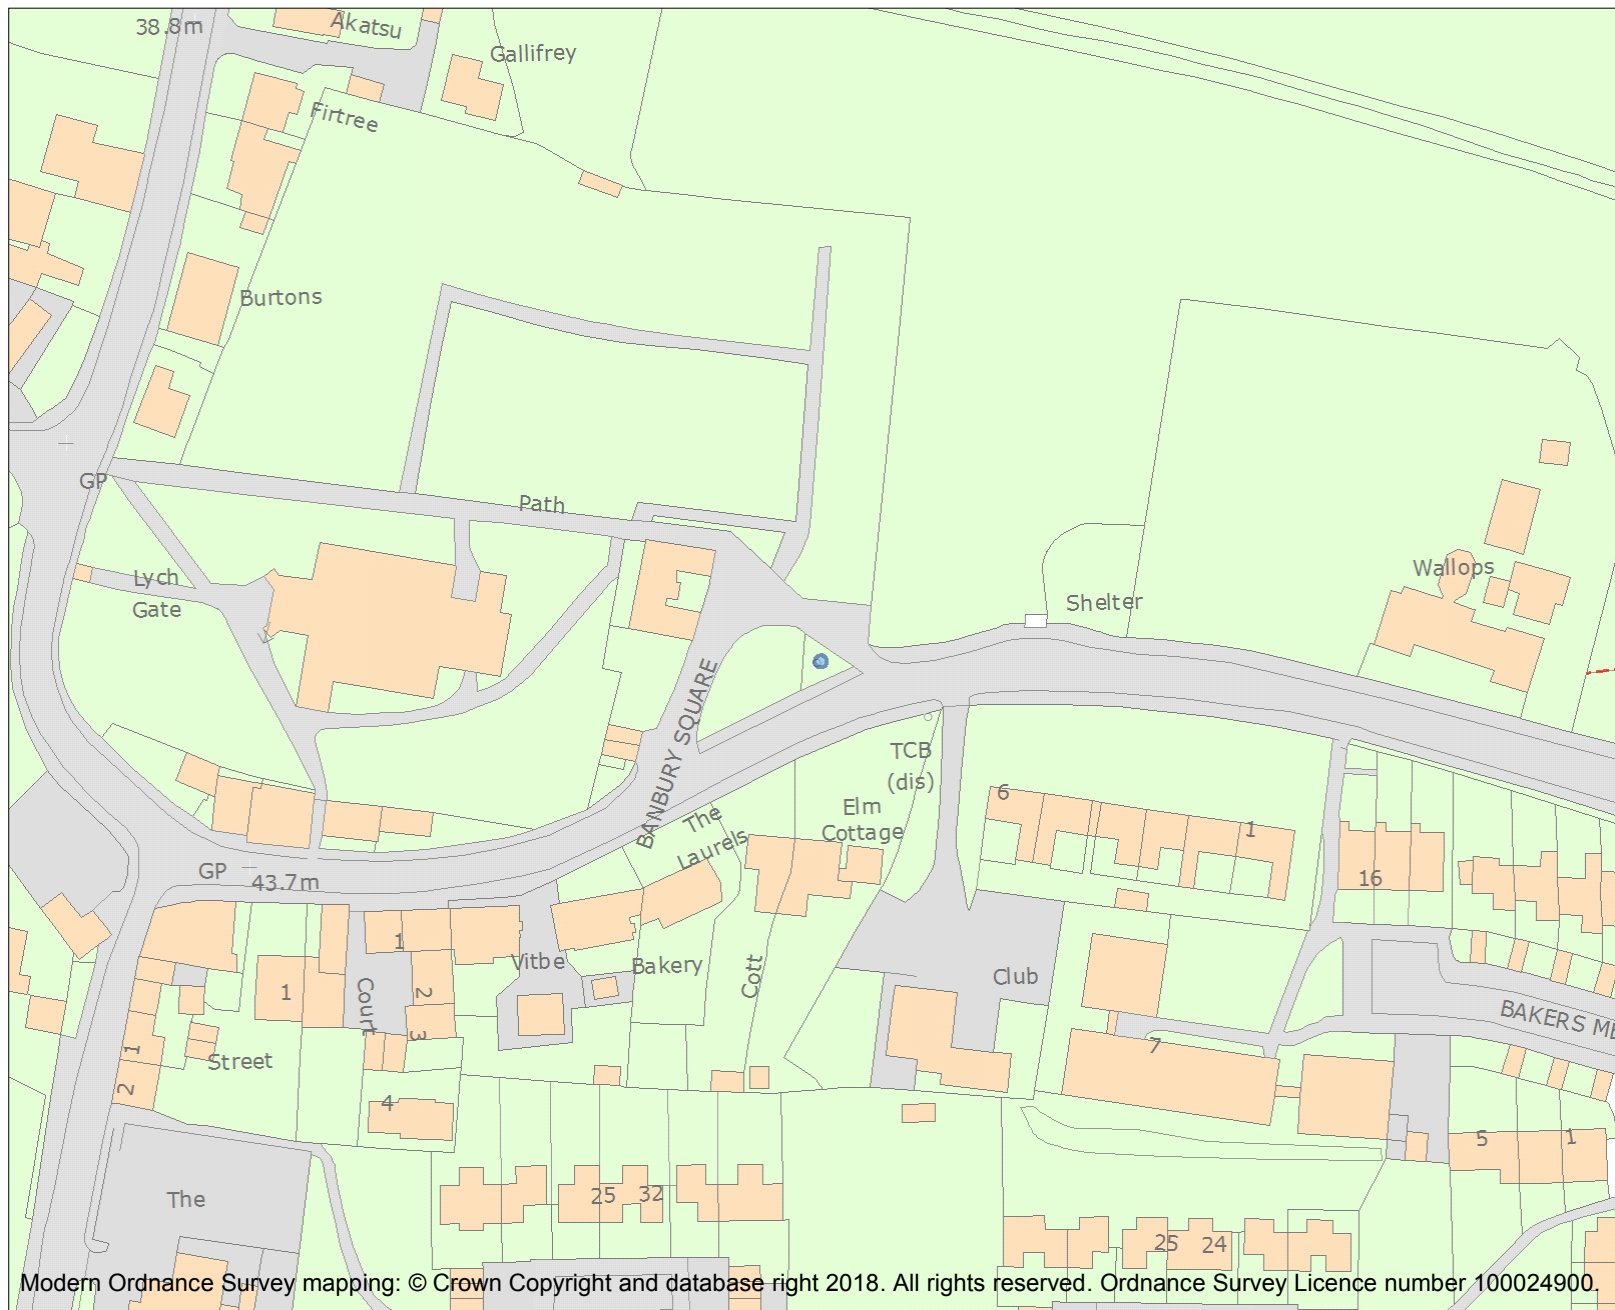 38.8m
Akatsu
Gallifrey
Firtree
Burtons
GP
Path
Lych
Gate
Wallops
Shelter
BANBURY SQUARE
TCB
(dis)
6
The
Laurels
Elm
Cottage
1
GP
43.7m
16
1
Vitbe
Bakery
Cott
Club
1
Court
2
3
BAKERS ME
7
1
2
Street
4
5
1
The
25
32
25
24
Modern Ordnance Survey mapping: © Crown Copyright and database right 2018. All rights reserved. Ordnance Survey Licence number 100024900.